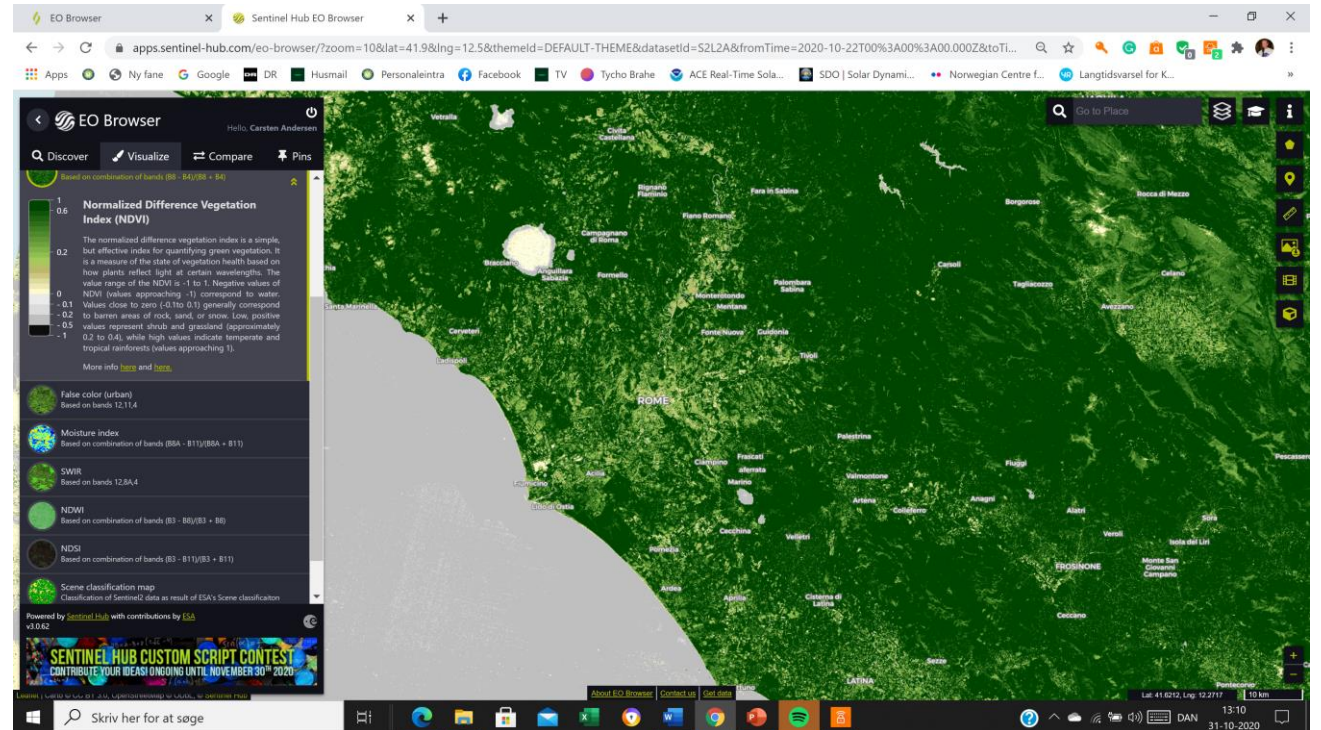 EO Browser
Sentinel Hub EO Browser
apps.sentinel-hub.com/eo-browser/?zoom=10&lat=41.9&lng=12.5&themeId=DEFAULT-THEME&datasetId=S2L2A&fromTime=2020-10-22T00%3A00%3A00.000Z&toTi...
Apps Ny fane Google DR Husmail Personaleintra Facebook TV Tycho Brahe ACE Real-Time Sola... SDO | Solar Dynami... Norwegian Centre f... Langtidsvarsel for K... »
EO Browser
Hello, Carsten Andersen
Discover Visualize Compare Pins
Based on combination of bands (B8 - B4)/(B8 + B4)
1
0.6
0.2
0
- 0.1
- 0.2
- 0.5
- 1
Normalized Difference Vegetation
Index (NDVI)
The normalized difference vegetation index is a simple,
but effective index for quantifying green vegetation. It
is a measure of the state of vegetation health based on
how plants reflect light at certain wavelengths. The
value range of the NDVI is -1 to 1. Negative values of
NDVI (values approaching -1) correspond to water.
Values close to zero (-0.1to 0.1) generally correspond
to barren areas of rock, sand, or snow. Low, positive
values represent shrub and grassland (approximately
0.2 to 0.4), while high values indicate temperate and
tropical rainforests (values approaching 1).
More info here and here.
False color (urban)
Based on bands 12,11,4
Moisture index
Based on combination of bands (B8A - B11)/(B8A + B11)
SWIR
Based on bands 12,8A,4
NDWI
Based on combination of bands (B3 - B8)/(B3 + B8)
NDSI
Based on combination of bands (B3 - B11)/(B3 + B11)
Scene classification map
Classification of Sentinel2 data as result of ESA's Scene classificaiton
Powered by Sentinel Hub with contributions by ESA
v3.0.62
SENTINEL HUB CUSTOM SCRIPT CONTEST
CONTRIBUTE YOUR IDEAS! ONGOING UNTIL NOVEMBER 30TH 2020
Go to Place
Vetralla
Civita
Castellana
Rignano
Flaminio
Fara in Sabina
Borgorose
Rocca di Mezzo
Fiano Romano
Campagnano
di Roma
Bracciano
Anguillara
Sabazia
Formello
Palombara
Sabina
Carsoli
Tagliacozzo
Celano
Avezzano
Santa Marinella
Monterotondo
Mentana
Cerveteri
Fonte Nuova
Guidonia
Ladispoli
Tivoli
ROME
Palestrina
Ciampino
Frascati
Marino
Valmontone
Fiuggi
Fiumicino
Acilia
Lido di Ostia
Artena
Colleferro
Anagni
Alatri
Sora
Cecchina
Velletri
Veroli
Isola del Liri
Pomezia
FROSINONE
Monte San
Giovanni
Campano
Ardea
Aprilia
Cisterna di
Latina
Ceccano
Sezze
LATINA
Pontecorvo
About EO Browser Contact us Get data
Lat: 41.6212, Lng: 12.2717
10 km
Skriv her for at søge
DAN
13:10
31-10-2020